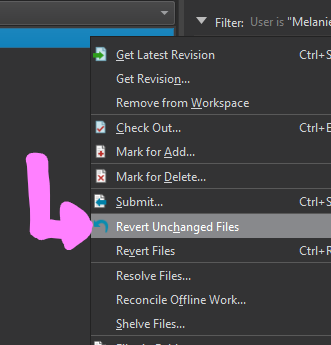 Filter: User is "Melanie
Get Latest Revision Ctrl+S
Get Revision...
Remove from Workspace
Check Out... Ctrl+E
Mark for Add...
Mark for Delete...
Submit... Ctrl+S
Revert Unchanged Files
Revert Files Ctrl+R
Resolve Files...
Reconcile Offline Work...
Shelve Files...